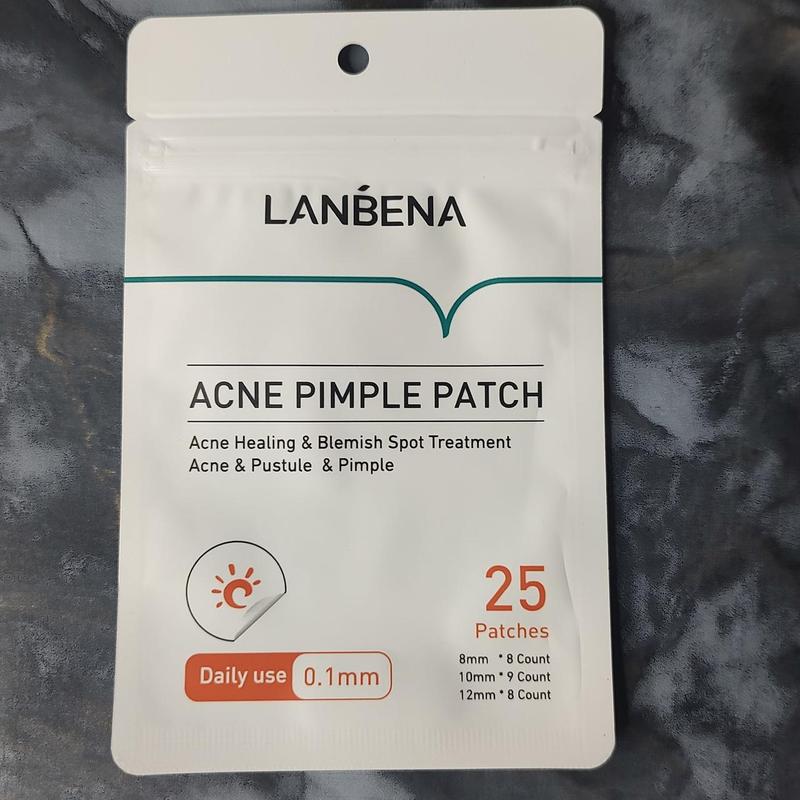 LANBENA
ACNE PIMPLE PATCH
Acne Healing & Blemish Spot Treatment
Acne & Pustule & Pimple
25
Patches
8mm * 8 Count
10mm * 9 Count
12mm * 8 Count
Daily use 0.1mm